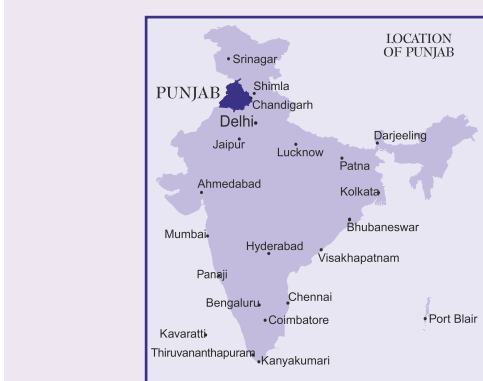 LOCATION
OF PUNJAB
Srinagar
PUNJAB
Shimla
Chandigarh
Delhi
Jaipur
Lucknow
Darjeeling
Patna
Ahmedabad
Kolkata
Bhubaneswar
Mumbai
Hyderabad
Visakhapatnam
Panaji
Bengaluru
Chennai
Coimbatore
Port Blair
Kavaratti
Thiruvananthapuram
Kanyakumari